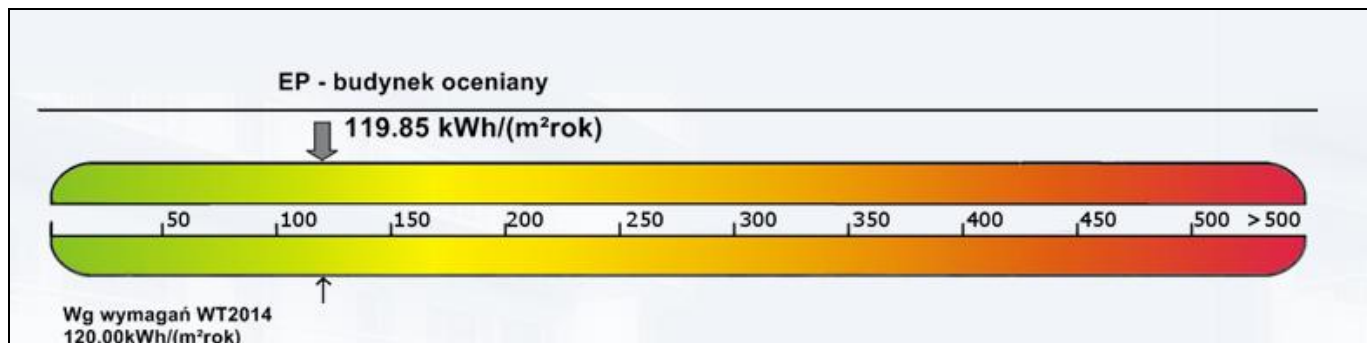 EP - budynek oceniany
119.85 kWh/(m²rok)
50 100 150 200 250 300 350 400 450 500 > 500
Wg wymagań WT2014
120.00kWh/(m²rok)